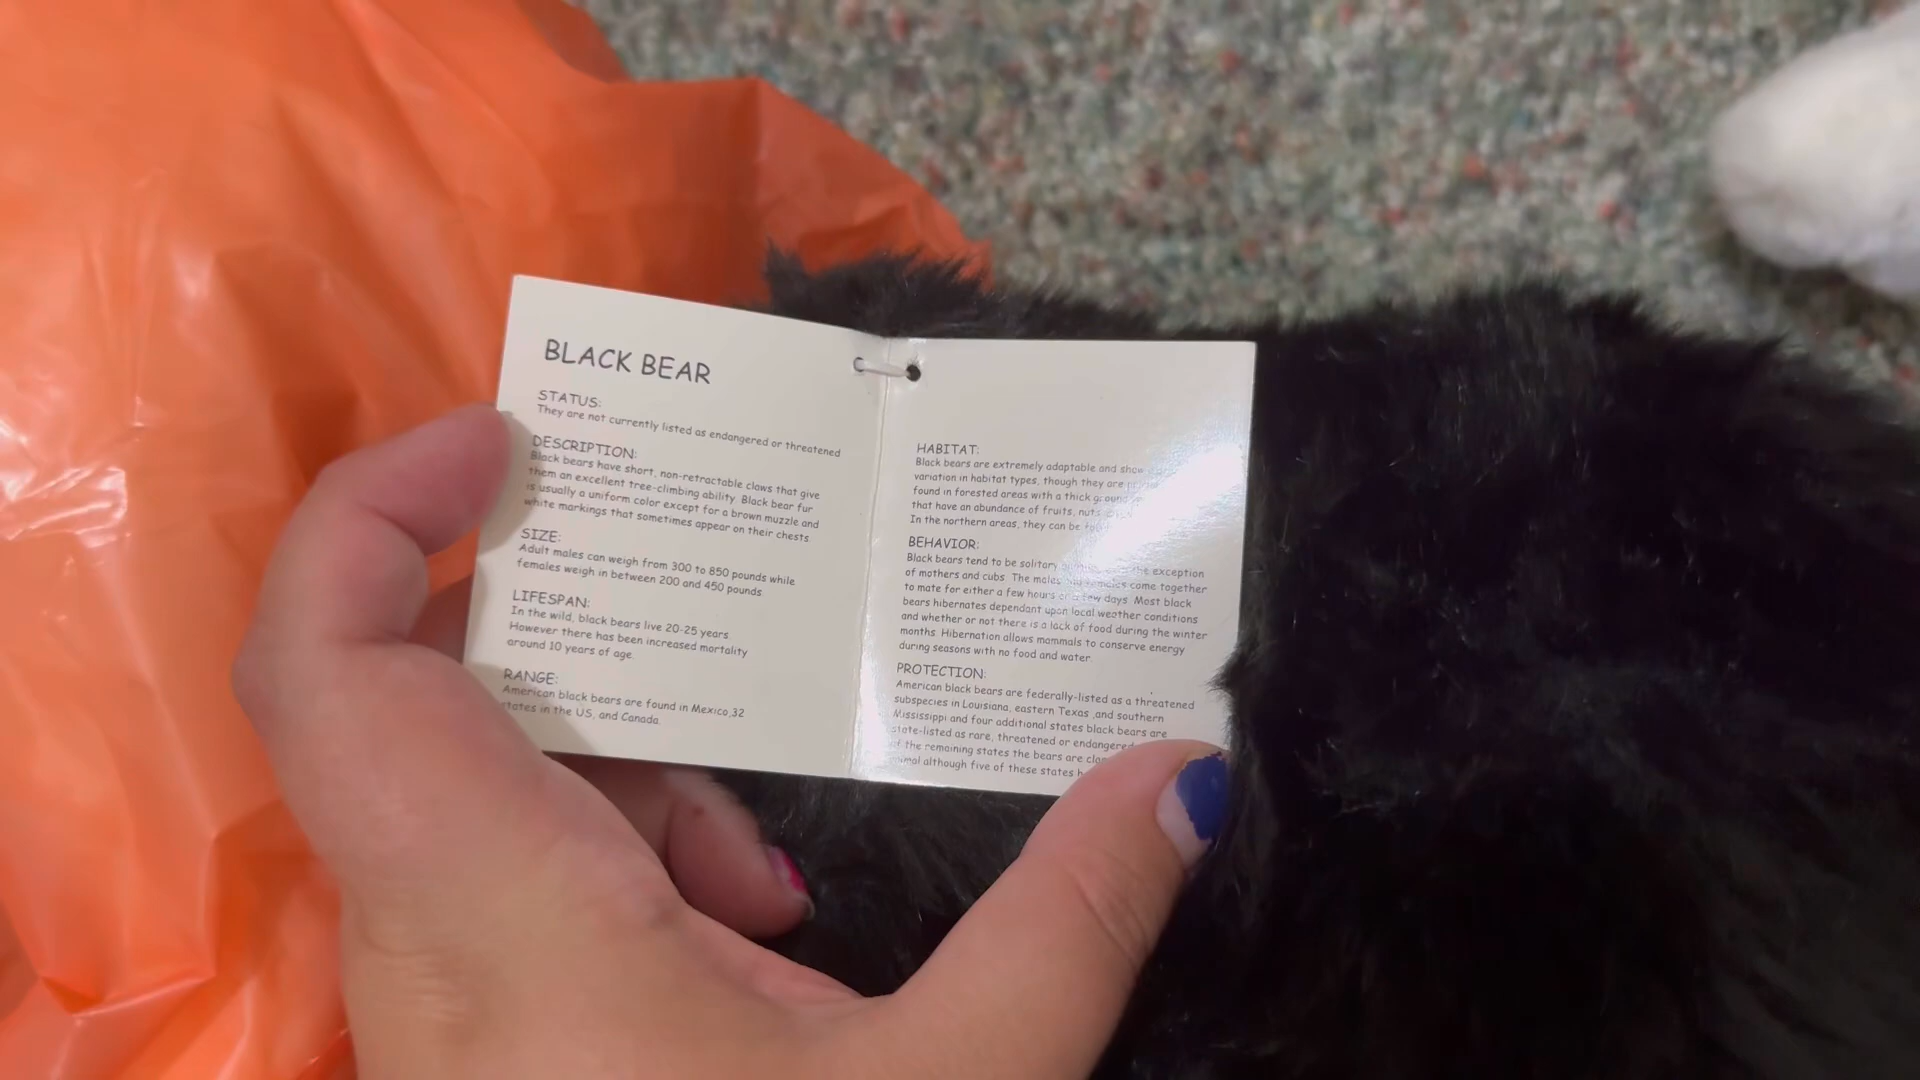 BLACK BEAR
STATUS:
They are not currently listed as endangered or threatened
DESCRIPTION:
Black bears have short, non-retractable claws that give
them an excellent tree-climbing ability. Black bear fur
is usually a uniform color except for a brown muzzle and
white markings that sometimes appear on their chests.
SIZE:
Adult males can weigh from 300 to 850 pounds while
females weigh in between 200 and 450 pounds.
LIFESPAN:
In the wild, black bears live 20-25 years.
However there has been increased mortality
around 10 years of age.
RANGE:
American black bears are found in Mexico,32
states in the US, and Canada.
HABITAT:
Black bears are extremely adaptable and show
variation in habitat types, though they are
found in forested areas with a thick ground
that have an abundance of fruits, nuts
In the northern areas, they can be
BEHAVIOR:
Black bears tend to be solitary exception
of mothers and cubs. The males and females come together
to mate for either a few hours or a few days. Most black
bears hibernates dependant upon local weather conditions
and whether or not there is a lack of food during the winter
months. Hibernation allows mammals to conserve energy
during seasons with no food and water.
PROTECTION:
American black bears are federally-listed as a threatened
subspecies in Louisiana, eastern Texas ,and southern
Mississippi and four additional states black bears are
state-listed as rare, threatened or endangered
of the remaining states the bears are
although five of these states